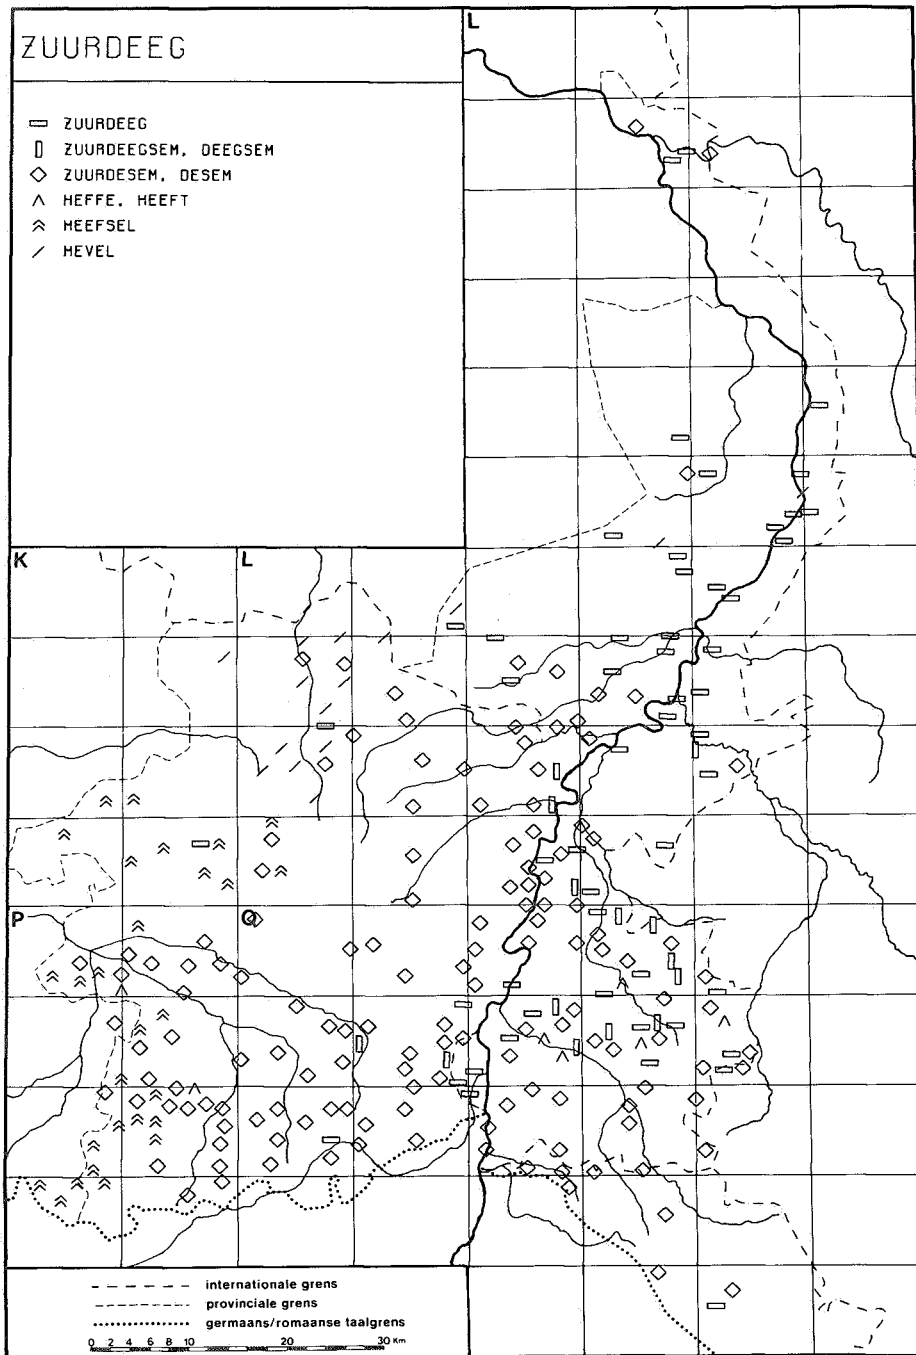 ZUURDEEG
L
ZUURDEEG
ZUURDEEGSEM, DEEGSEM
ZUURDESEM, DESEM
HEFFE, HEEFT
HEEFSEL
HEVEL
K
L
P
Q
internationale grens
provinciale grens
germaans/romaanse taalgrens
0 2 4 6 8 10 20 30 Km